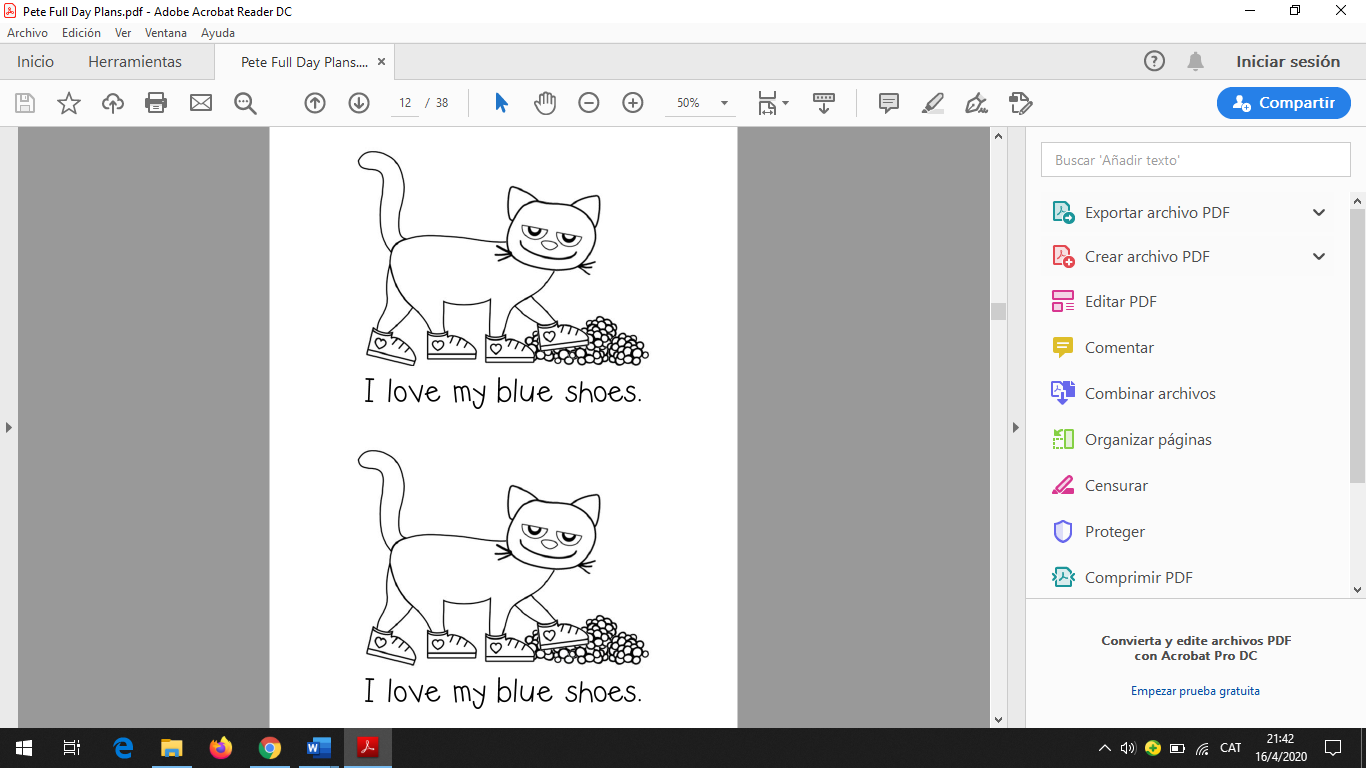 Pete Full Day Plans.pdf - Adobe Acrobat Reader DC
Archivo Edición Ver Ventana Ayuda
Inicio Herramientas Pete Full Day Plans.... × Iniciar sesión
12 / 38 50% Compartir
I love my blue shoes.
I love my blue shoes.
Buscar 'Añadir texto'
Exportar archivo PDF
Crear archivo PDF
Editar PDF
Comentar
Combinar archivos
Organizar páginas
Censurar
Proteger
Comprimir PDF
Convierta y edite archivos PDF
con Acrobat Pro DC
Empezar prueba gratuita
CAT
21:42
16/4/2020